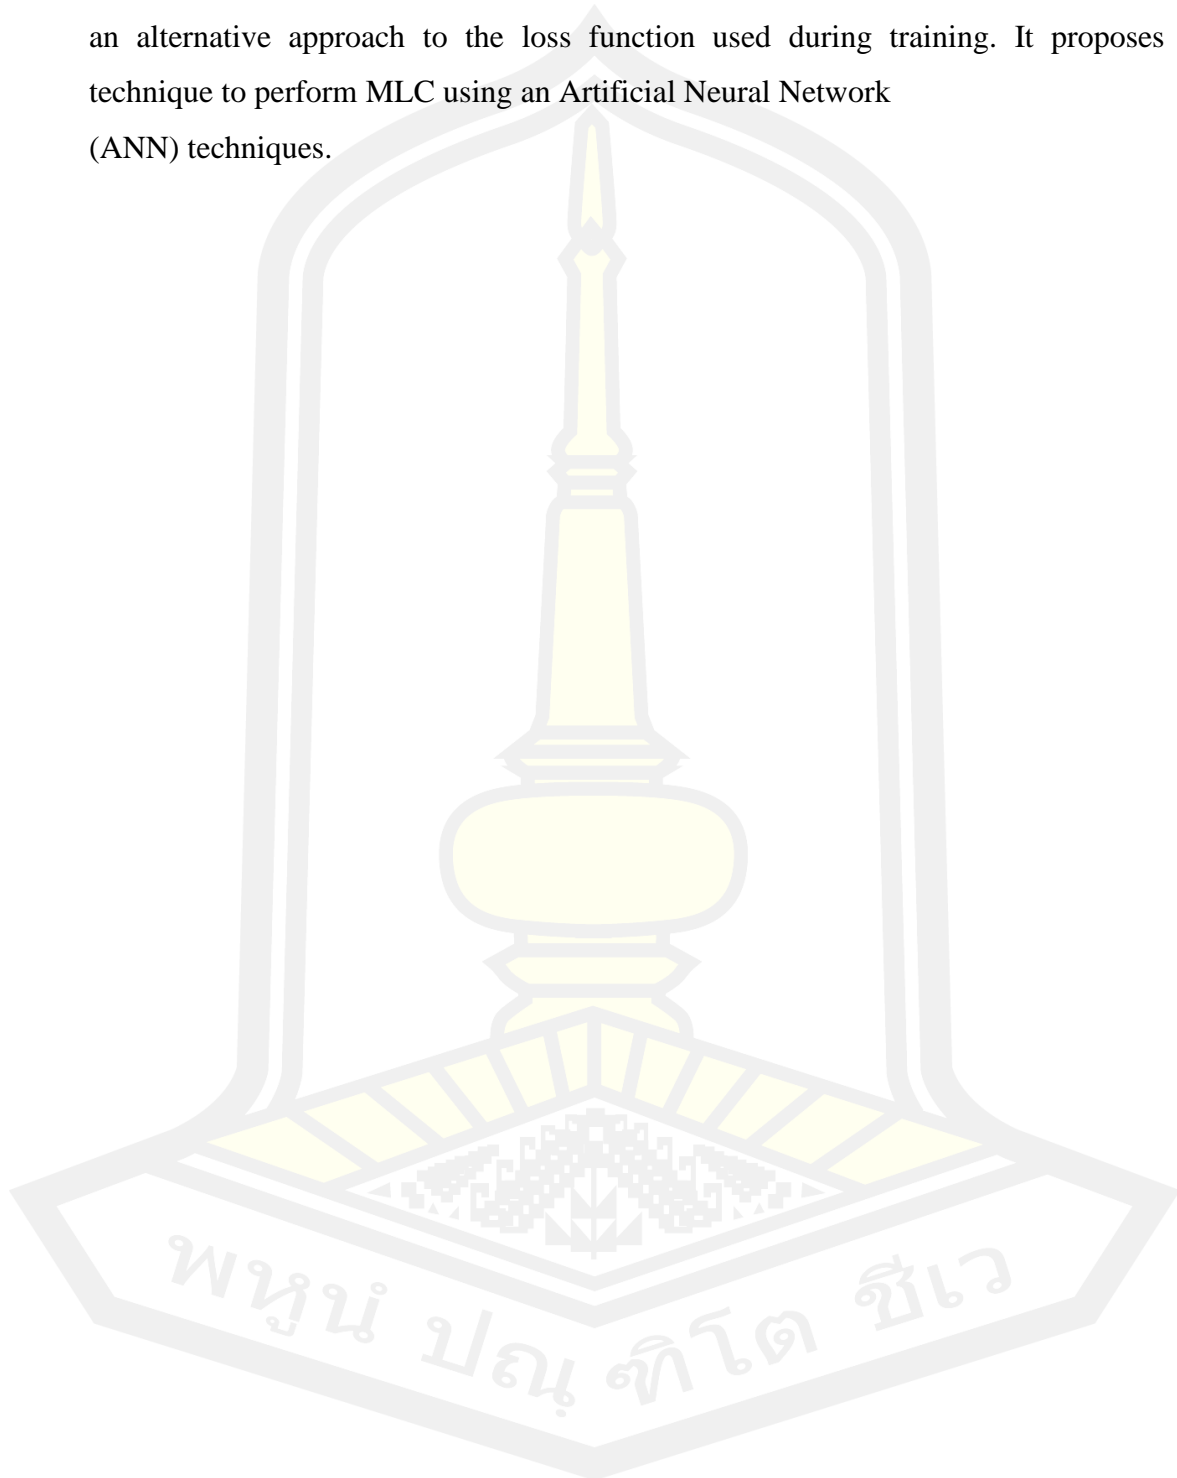 an alternative approach to the loss function used during training. It proposes
technique to perform MLC using an Artificial Neural Network
(ANN) techniques.
พหูนํ ปณฺ ฑิโต ชีเว